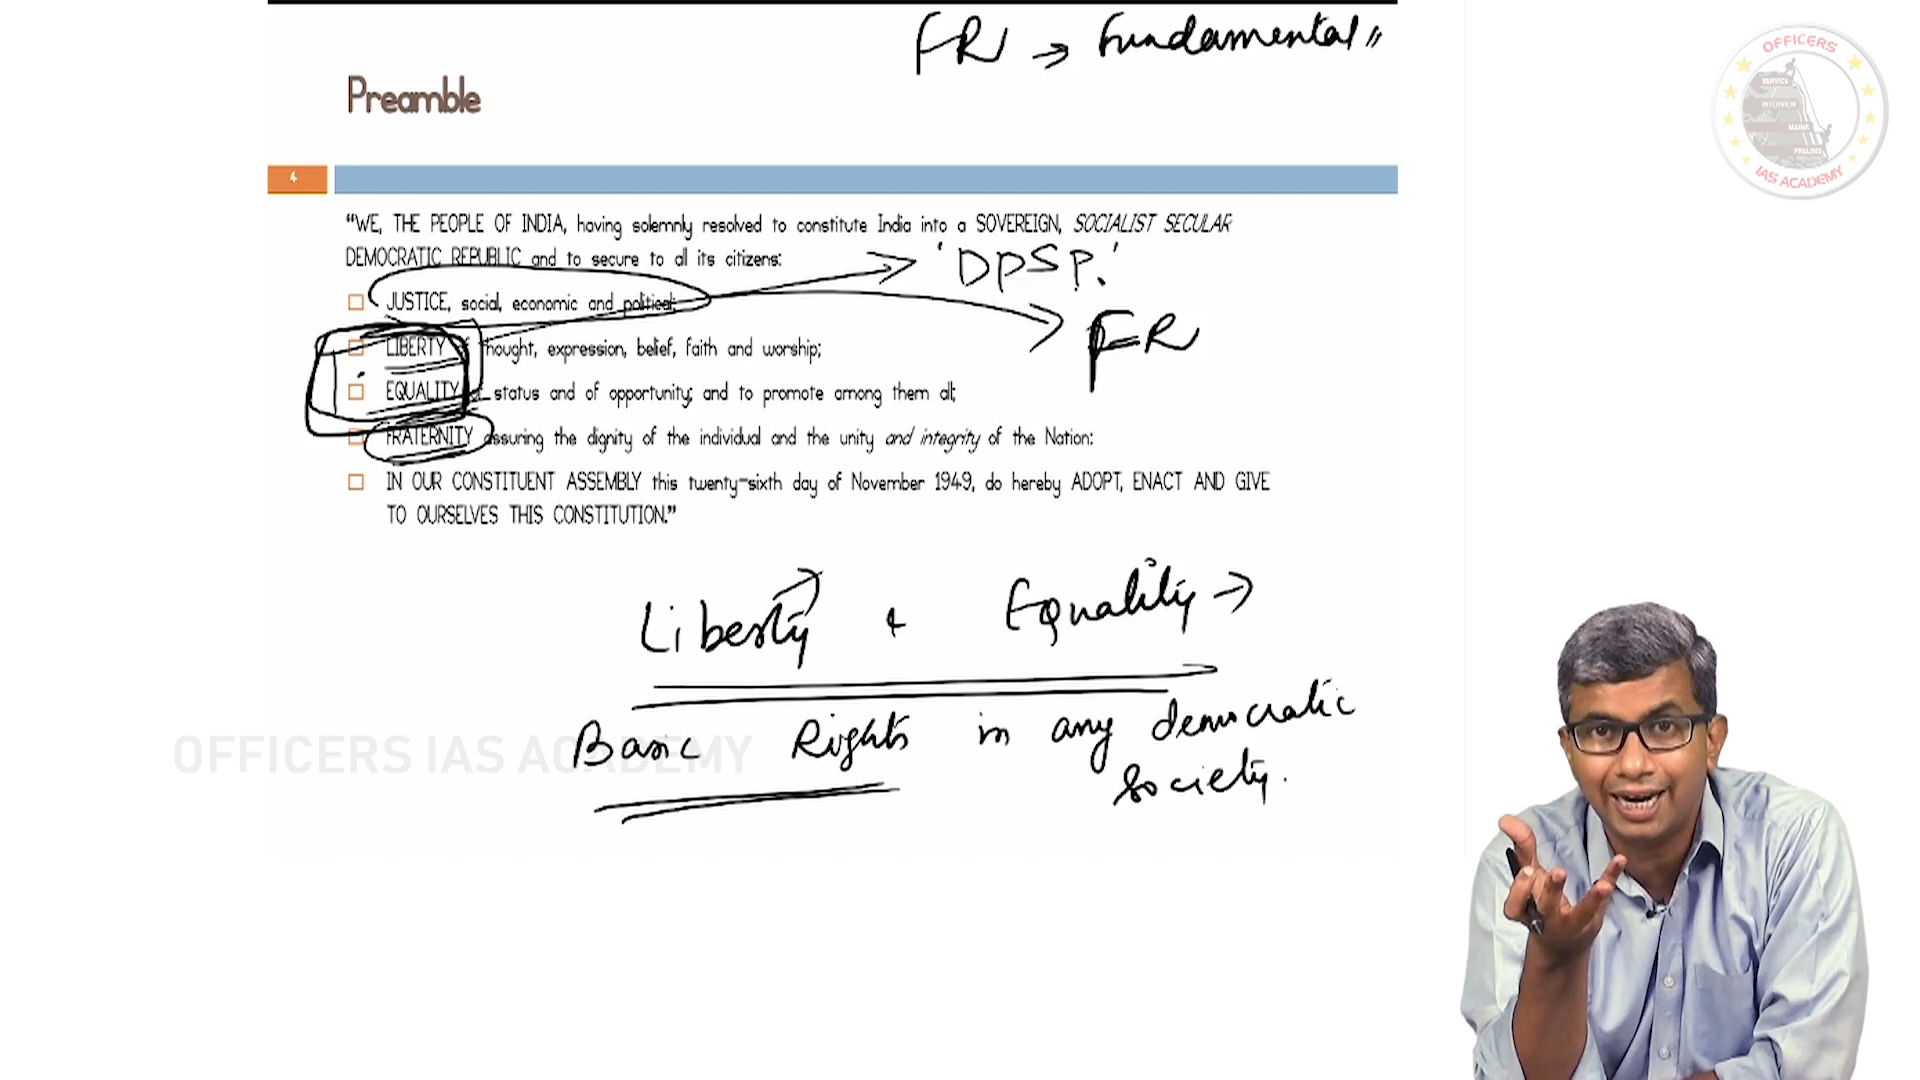 FR → Fundamental"
Preamble
4
“WE, THE PEOPLE OF INDIA, having solemnly resolved to constitute India into a SOVEREIGN, SOCIALIST SECULAR
DEMOCRATIC REPUBLIC and to secure to all its citizens:
'DPSP.'
JUSTICE, social, economic and political;
FR
LIBERTY of thought, expression, belief, faith and worship;
EQUALITY of status and of opportunity; and to promote among them all;
FRATERNITY assuring the dignity of the individual and the unity and integrity of the Nation:
IN OUR CONSTITUENT ASSEMBLY this twenty-sixth day of November 1949, do hereby ADOPT, ENACT AND GIVE
TO OURSELVES THIS CONSTITUTION.”
Liberty + Equality →
Basic Rights in any democratic
society.
OFFICERS IAS ACADEMY
OFFICERS
SERVICE
INTERVIEW
MAINS
PRELIMS
IAS ACADEMY